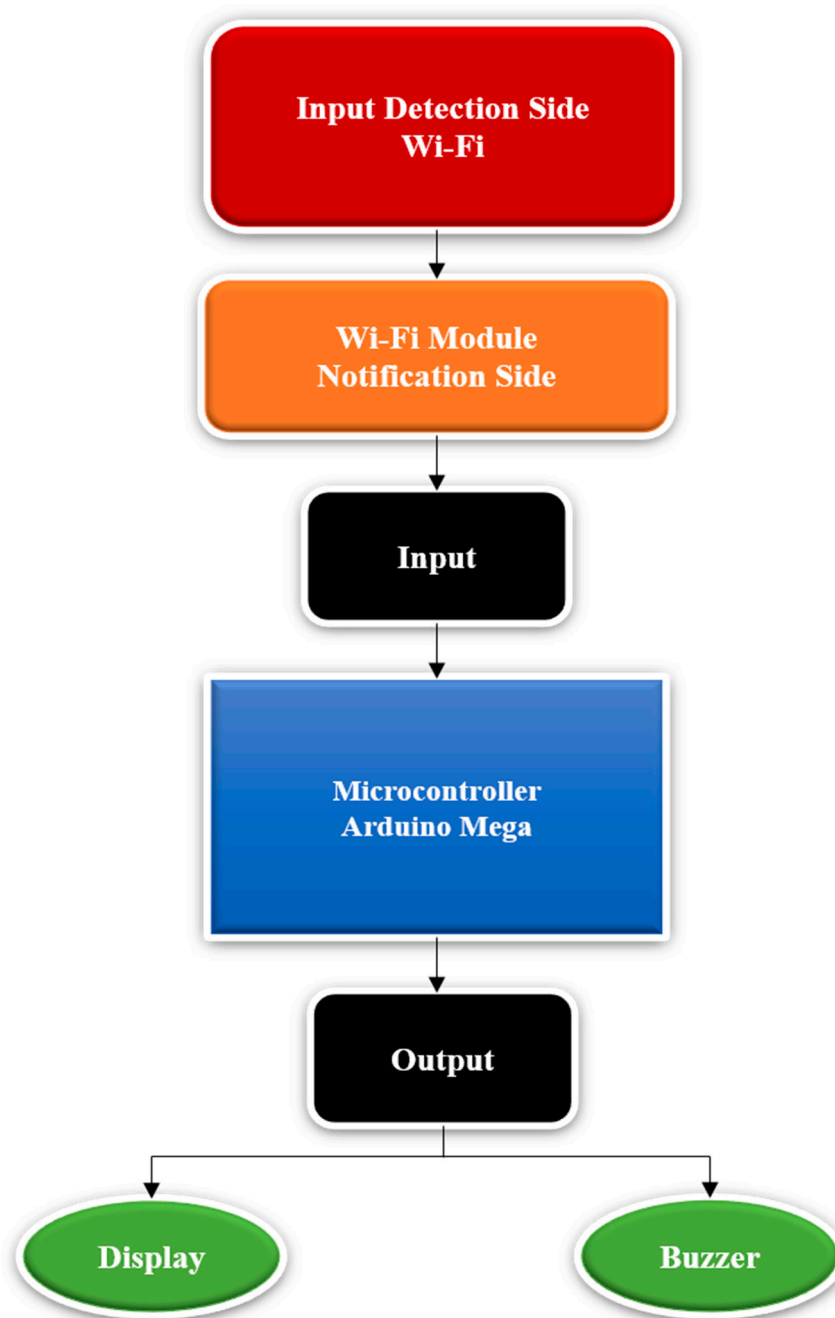 Input Detection Side
Wi-Fi
Wi-Fi Module
Notification Side
Input
Microcontroller
Arduino Mega
Output
Display
Buzzer